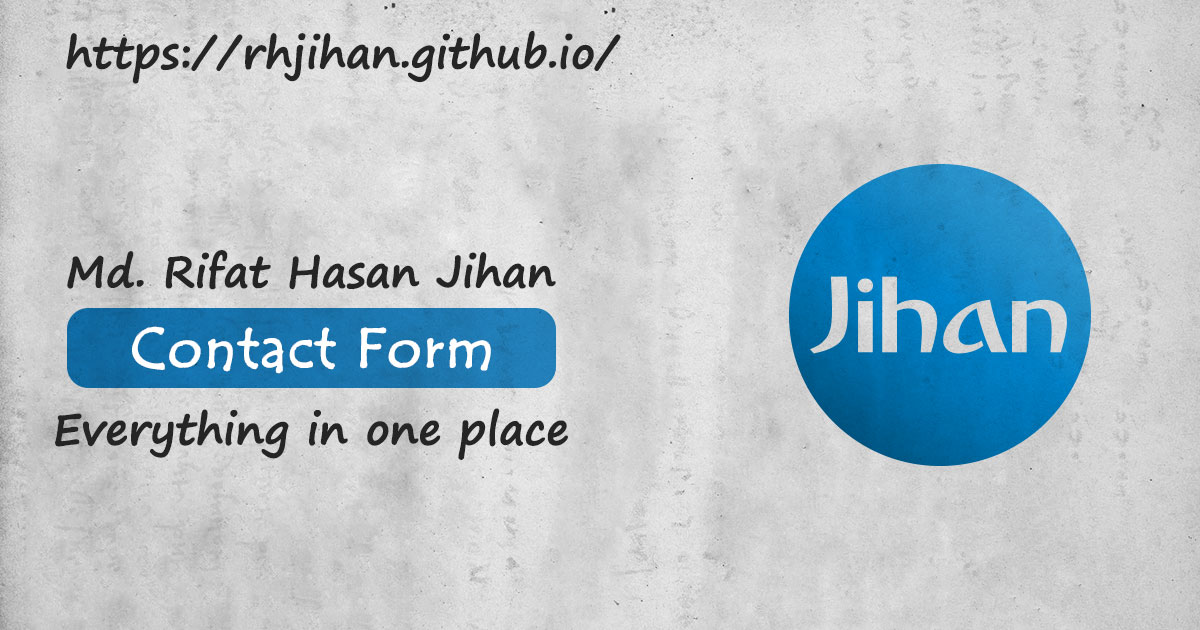 https://rhjihan.github.io/
Md. Rifat Hasan Jihan
Contact Form
Everything in one place
Jihan